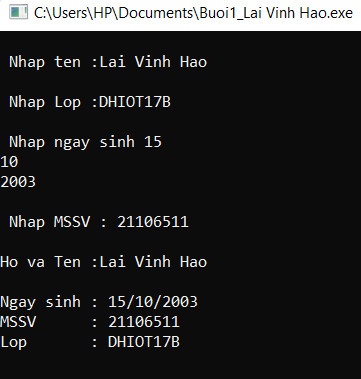 C:\Users\HP\Documents\Buoi1_Lai Vinh Hao.exe
Nhap ten :Lai Vinh Hao
Nhap Lop :DHIOT17B
Nhap ngay sinh 15
10
2003
Nhap MSSV : 21106511
Ho va Ten :Lai Vinh Hao
Ngay sinh : 15/10/2003
MSSV      : 21106511
Lop       : DHIOT17B